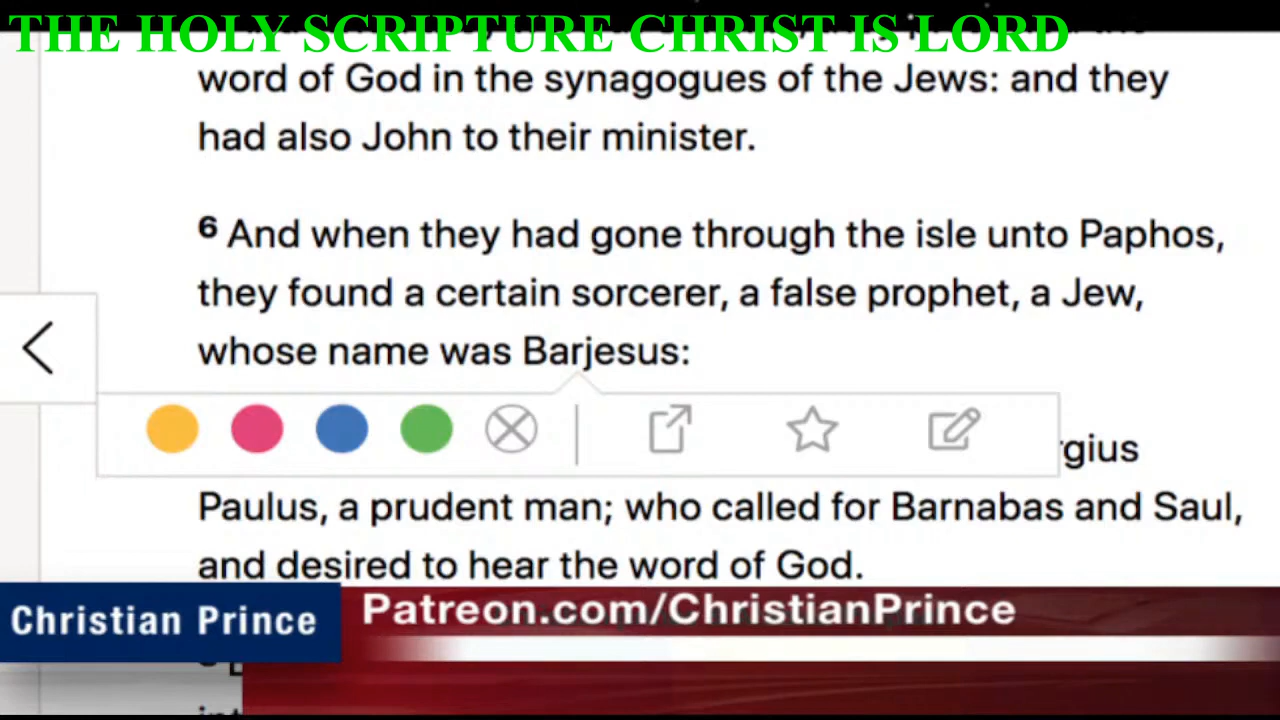 THE HOLY SCRIPTURE CHRIST IS LORD
word of God in the synagogues of the Jews: and they
had also John to their minister.
6 And when they had gone through the isle unto Paphos,
they found a certain sorcerer, a false prophet, a Jew,
whose name was Barjesus:
rgius
Paulus, a prudent man; who called for Barnabas and Saul,
and desired to hear the word of God.
Christian Prince
Patreon.com/ChristianPrince